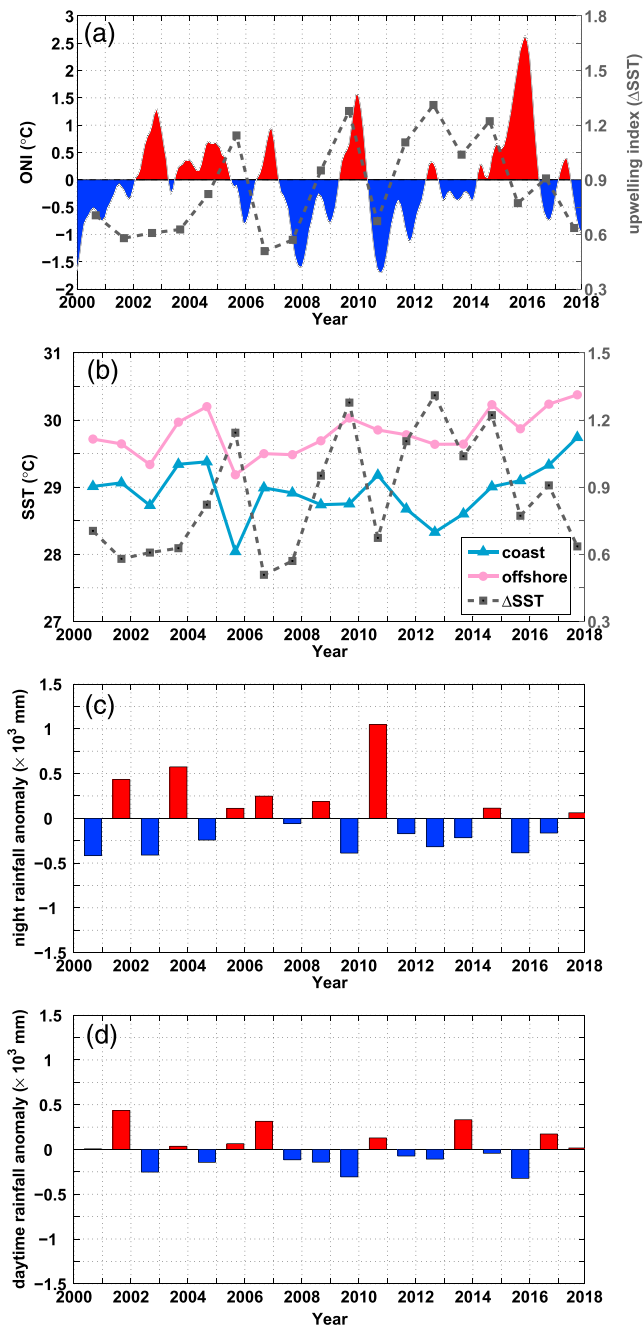 (a)
ONI (°C)
3
2.5
2
1.5
1
0.5
0
−0.5
−1
−1.5
−2
1.8
1.5
1.2
0.9
0.6
0.3
upwelling index (ΔSST)
2000 2002 2004 2006 2008 2010 2012 2014 2016 2018
Year
(b)
SST (°C)
31
30
29
28
27
1.5
1.2
0.9
0.6
0.3
coast
offshore
ΔSST
2000 2002 2004 2006 2008 2010 2012 2014 2016 2018
Year
(c)
night rainfall anomaly (× 10³ mm)
1.5
1
0.5
0
−0.5
−1
−1.5
2000 2002 2004 2006 2008 2010 2012 2014 2016 2018
Year
(d)
daytime rainfall anomaly (× 10³ mm)
1.5
1
0.5
0
−0.5
−1
−1.5
2000 2002 2004 2006 2008 2010 2012 2014 2016 2018
Year